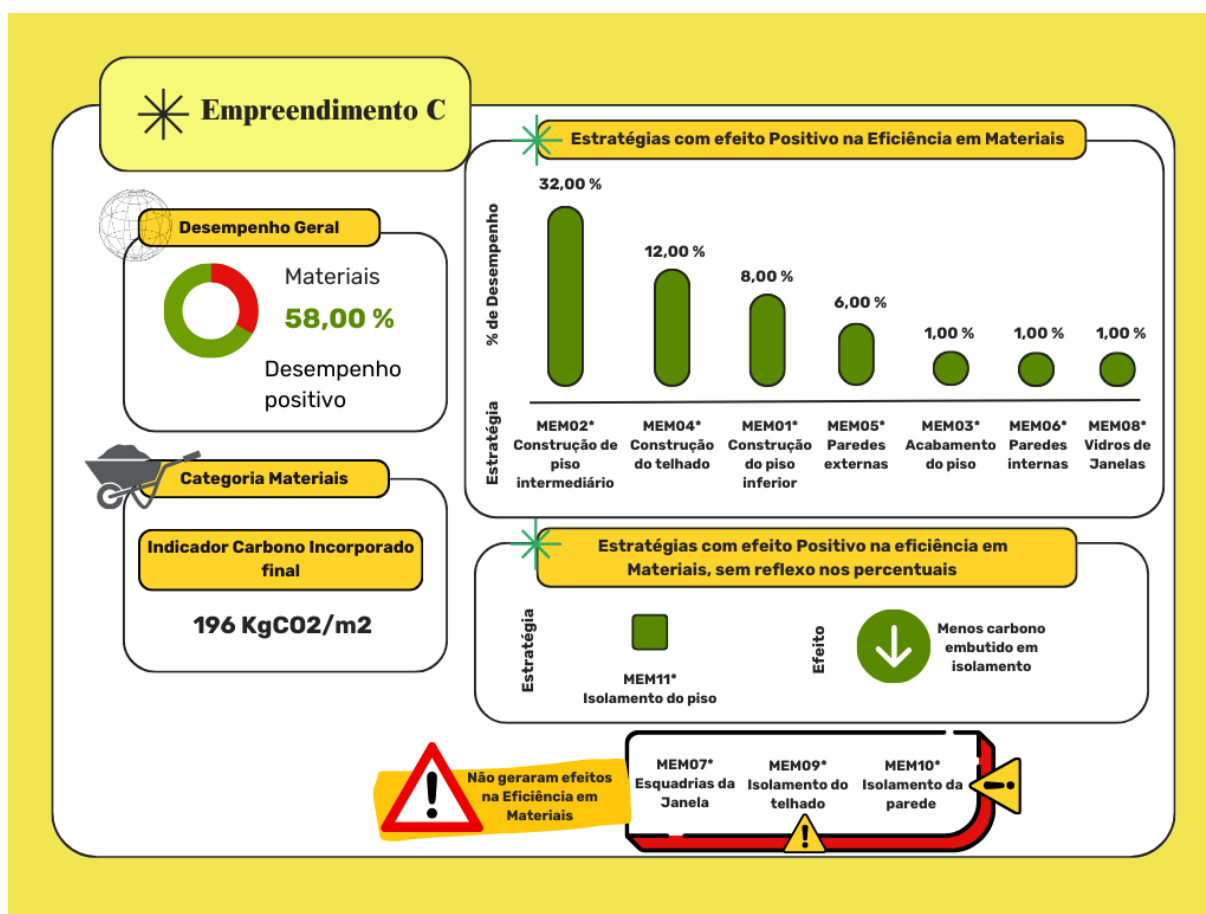 Empreendimento C
Desempenho Geral
Materiais
58,00 %
Desempenho
positivo
Categoria Materiais
Indicador Carbono Incorporado
final
196 KgCO2/m2
Estratégias com efeito Positivo na Eficiência em Materiais
% de Desempenho
32,00 %
12,00 %
8,00 %
6,00 %
1,00 %
1,00 %
1,00 %
Estratégia
MEM02*
Construção de
piso
intermediário
MEM04*
Construção
do telhado
MEM01*
Construção
do piso
inferior
MEM05*
Paredes
externas
MEM03*
Acabamento
do piso
MEM06*
Paredes
internas
MEM08*
Vidros de
Janelas
Estratégias com efeito Positivo na eficiência em
Materiais, sem reflexo nos percentuais
Estratégia
MEM11*
Isolamento do piso
Efeito
Menos carbono
embutido em
isolamento
Não geraram efeitos
na Eficiência em
Materiais
MEM07*
Esquadrias da
Janela
MEM09*
Isolamento do
telhado
MEM10*
Isolamento da
parede